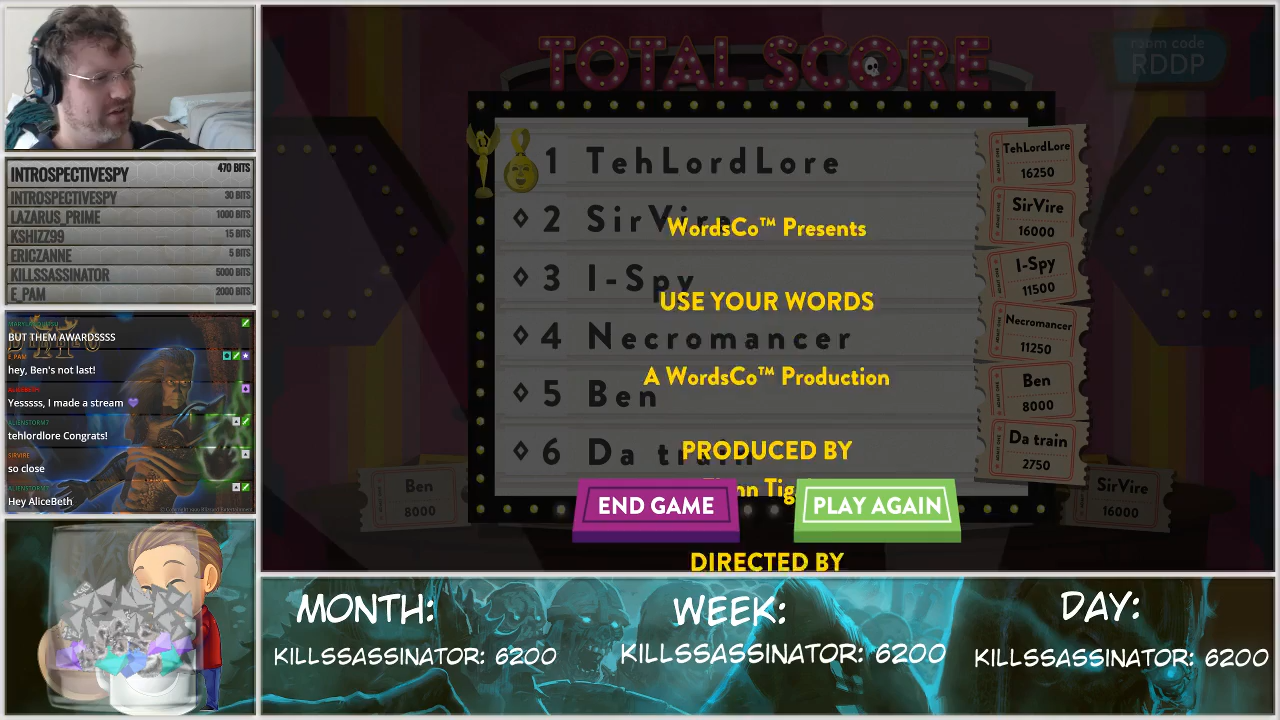 TOTAL SCORE
room code
RDDP
1 TehLordLore
2 SirVire
3 I-Spy
4 Necromancer
5 Ben
6 Da train
TehLordLore
16250
SirVire
16000
I-Spy
11500
Necromancer
11250
Ben
8000
Da train
2750
Ben
8000
SirVire
16000
WordsCo™ Presents
USE YOUR WORDS
A WordsCo™ Production
PRODUCED BY
DIRECTED BY
END GAME
PLAY AGAIN
INTROSPECTIVESPY 470 BITS
INTROSPECTIVESPY 30 BITS
LAZARUS_PRIME 1000 BITS
KSHIZZ99 15 BITS
ERICZANNE 5 BITS
KILLSSASSINATOR 5000 BITS
E_PAM 2000 BITS
BUT THEM AWARDSSSS
E_PAM
hey, Ben's not last!
ALICEBETH
Yesssss, I made a stream
ALIENSTORM7
tehlordlore Congrats!
SIRVIRE
so close
ALIENSTORM7
Hey AliceBeth
MONTH:
KILLSSASSINATOR: 6200
WEEK:
KILLSSASSINATOR: 6200
DAY:
KILLSSASSINATOR: 6200